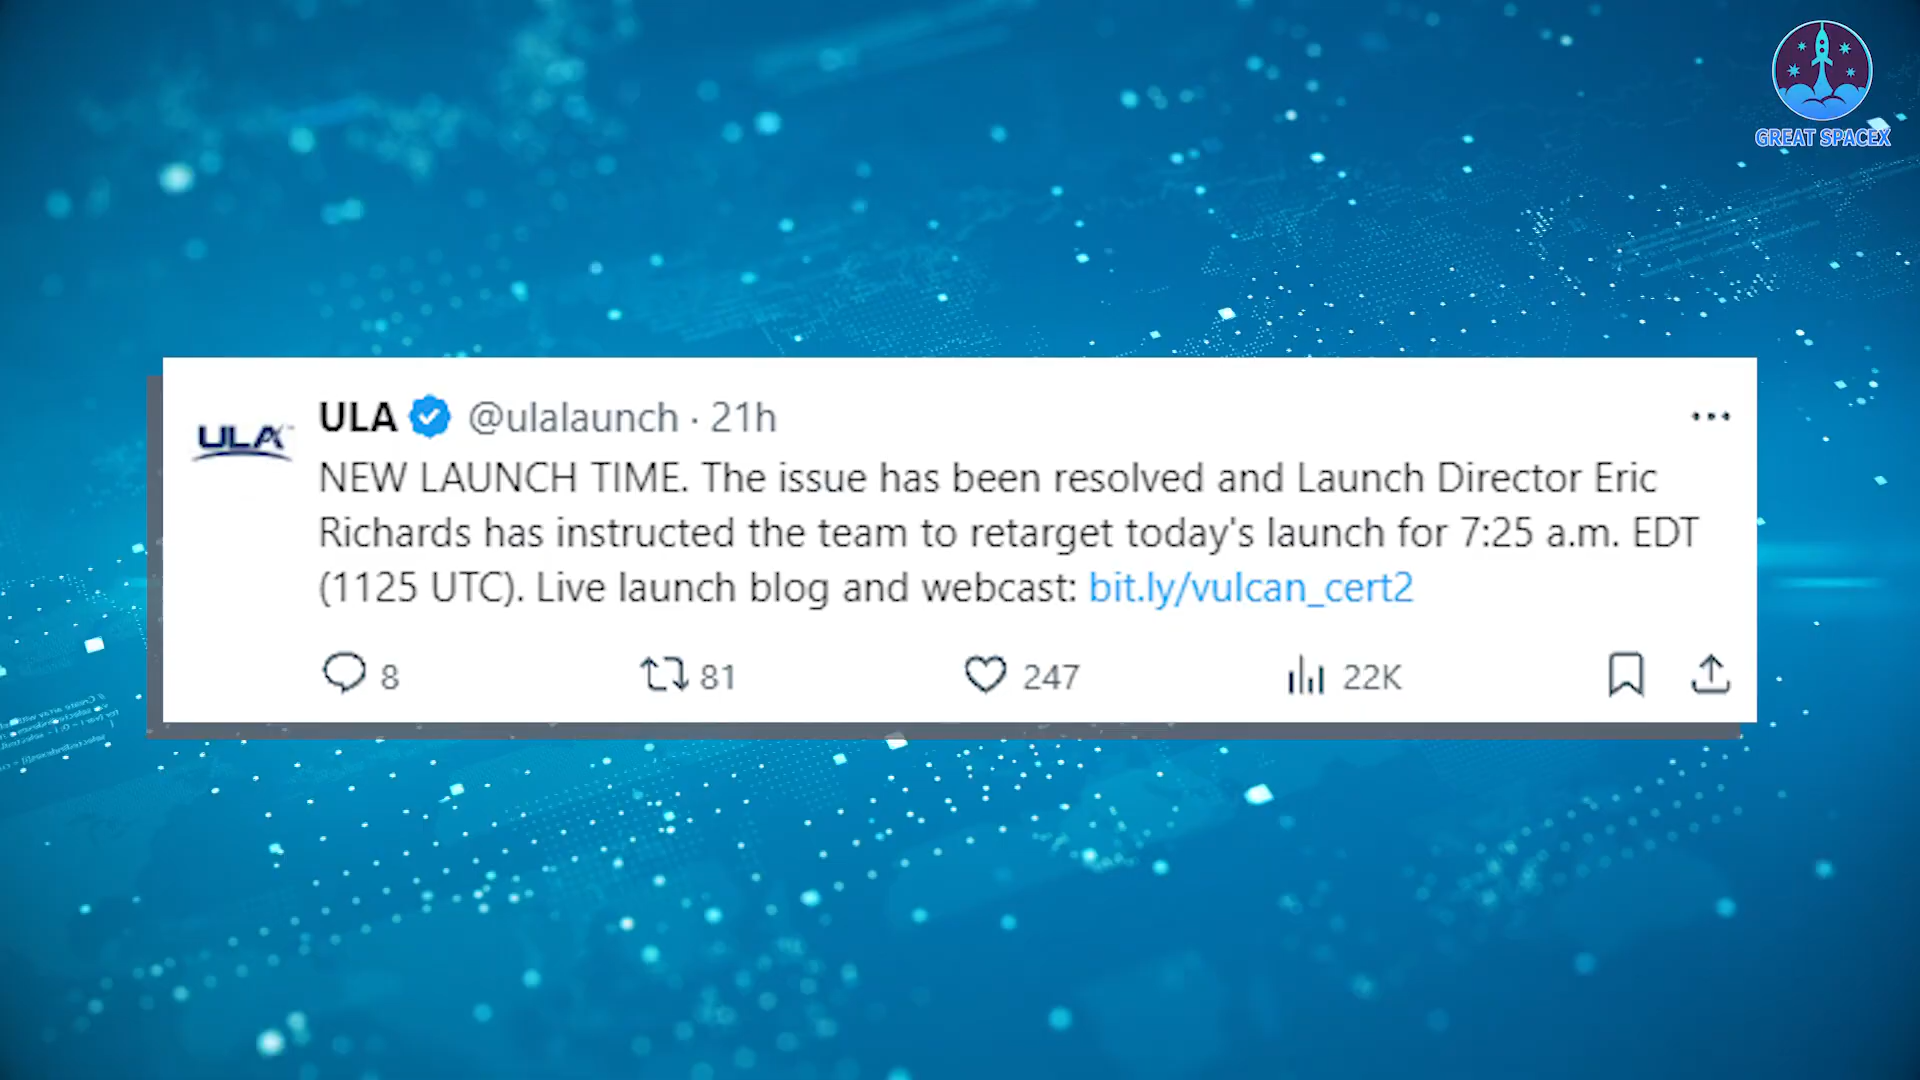 GREAT SPACEX
ULA
ULA @ulalaunch · 21h
NEW LAUNCH TIME. The issue has been resolved and Launch Director Eric
Richards has instructed the team to retarget today's launch for 7:25 a.m. EDT
(1125 UTC). Live launch blog and webcast: bit.ly/vulcan_cert2
8 81 247 22K